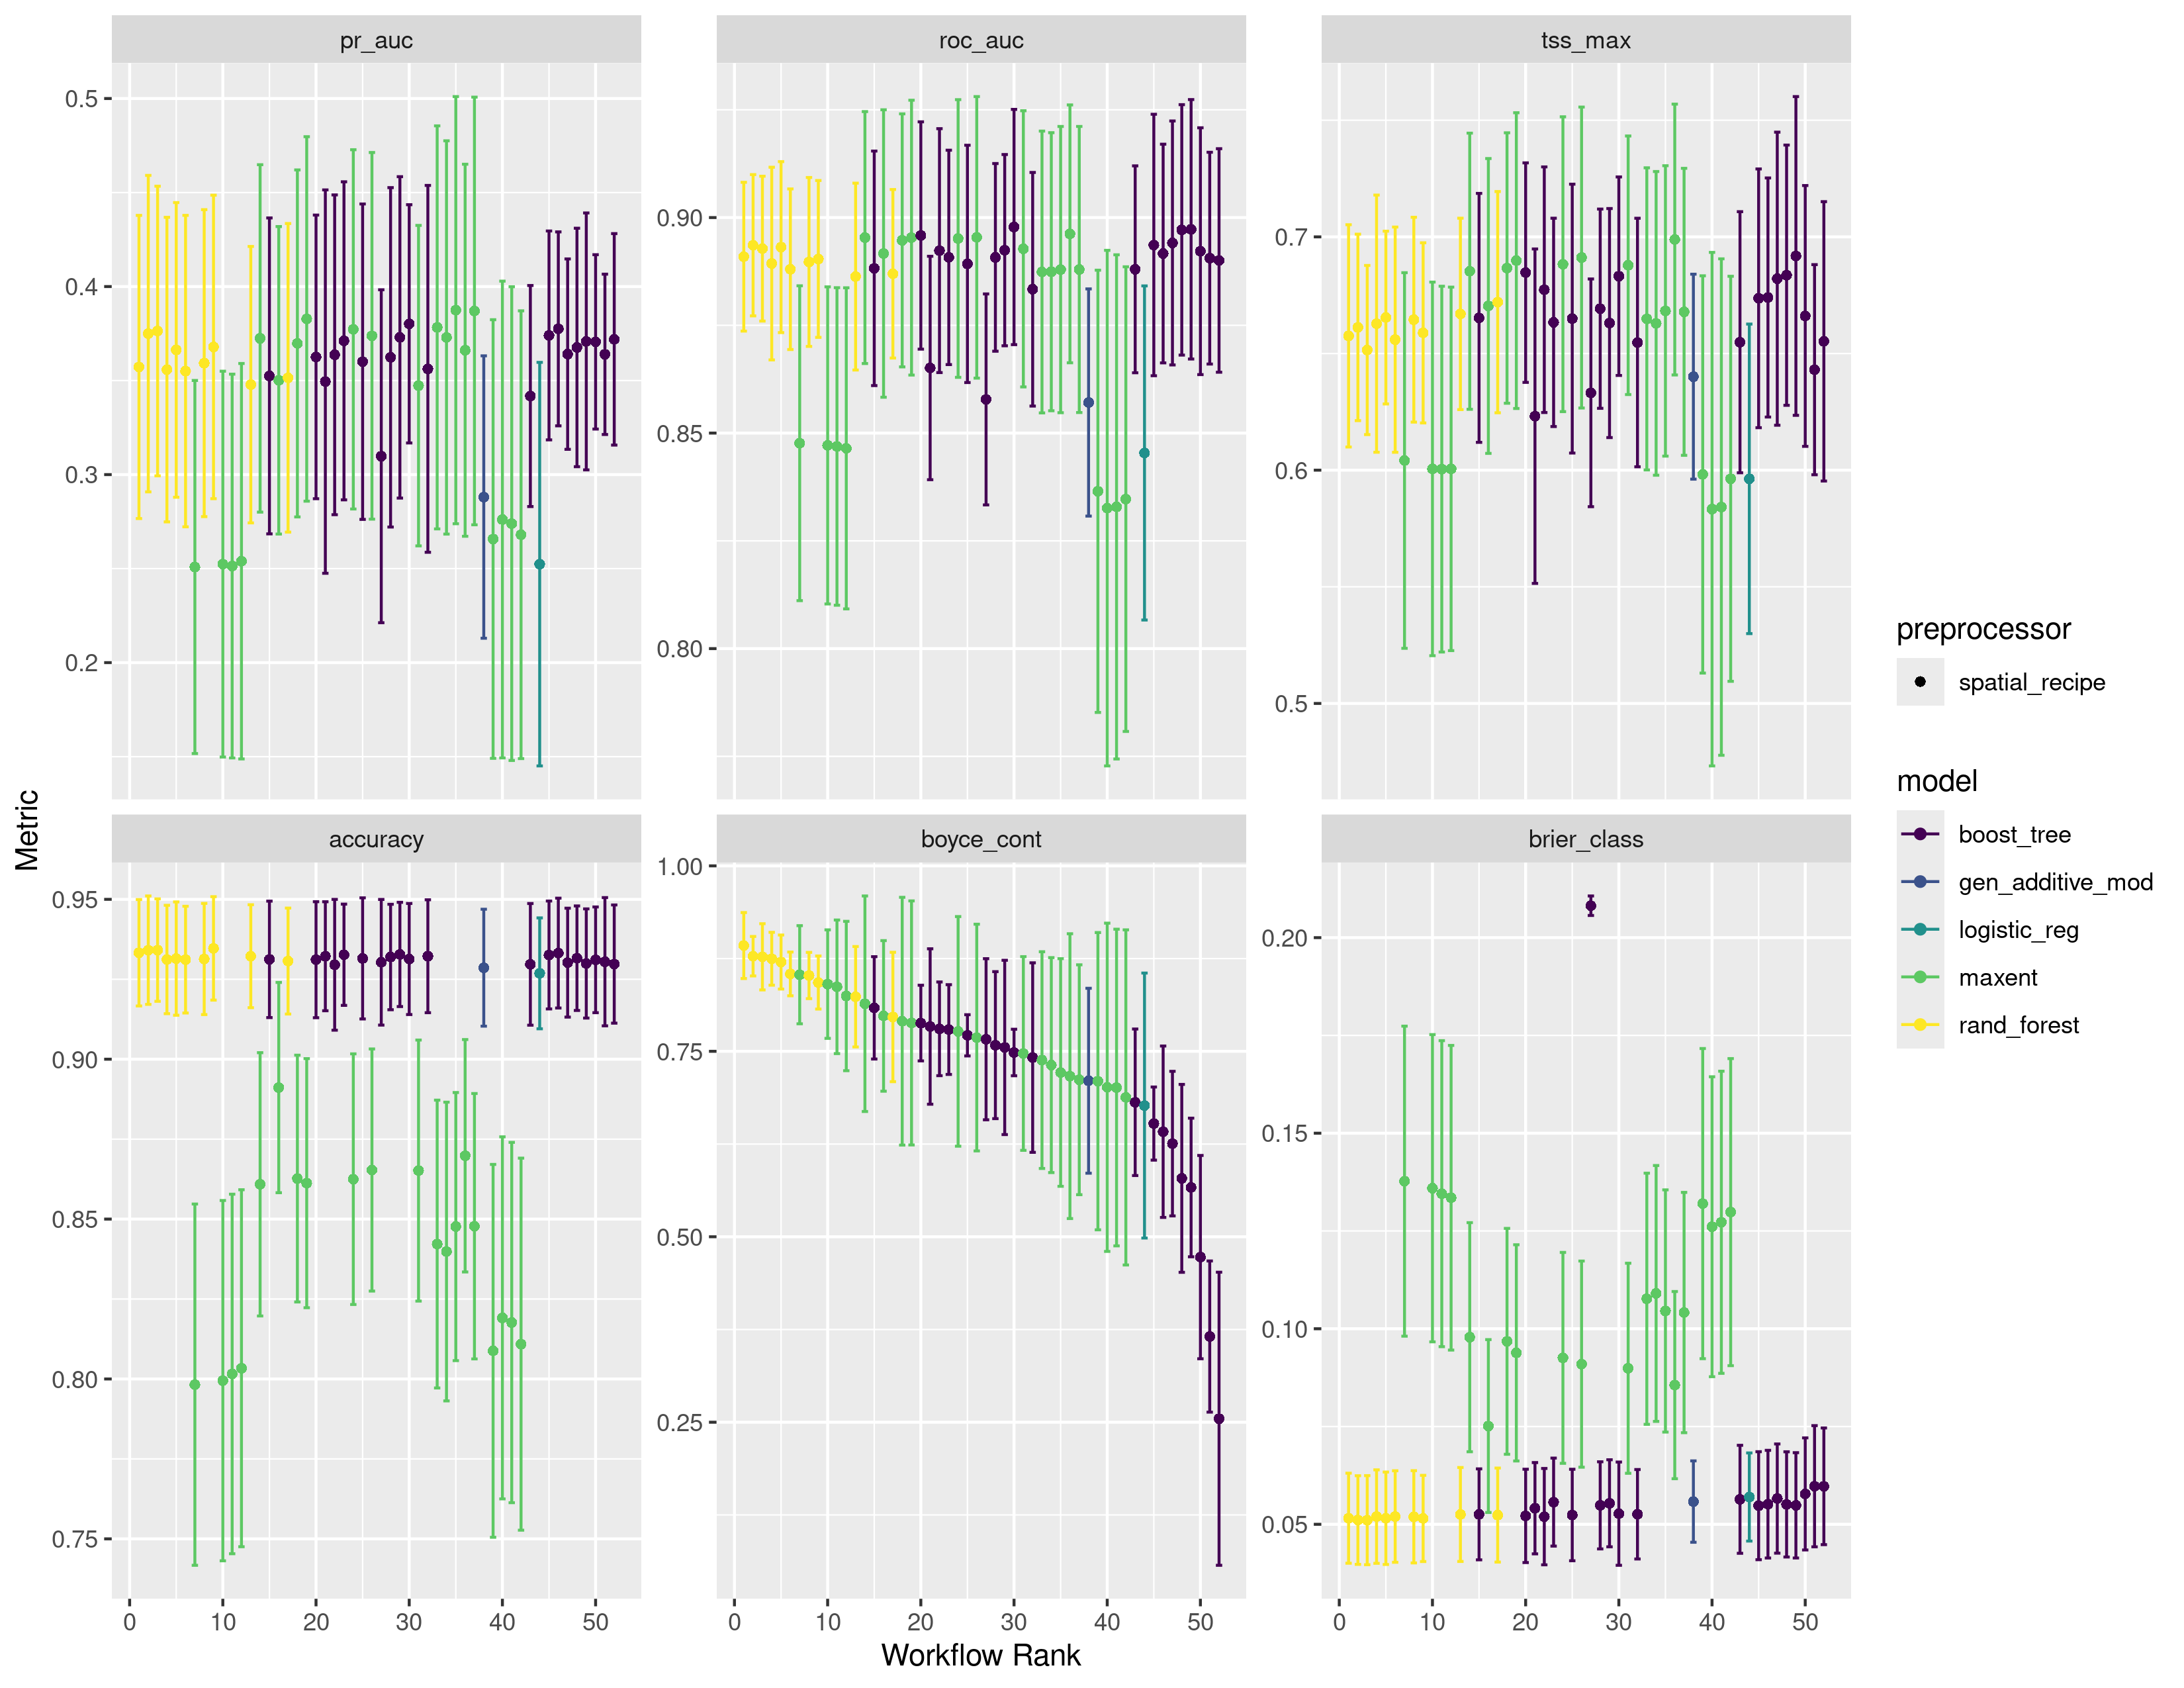 pr_auc
roc_auc
tss_max
0.5
0.4
0.3
0.2
0.90
0.85
0.80
0.7
0.6
0.5
accuracy
boyce_cont
brier_class
0.95
0.90
0.85
0.80
0.75
1.00
0.75
0.50
0.25
0.20
0.15
0.10
0.05
0 10 20 30 40 50
0 10 20 30 40 50
0 10 20 30 40 50
Workflow Rank
Metric
preprocessor
spatial_recipe
model
boost_tree
gen_additive_mod
logistic_reg
maxent
rand_forest